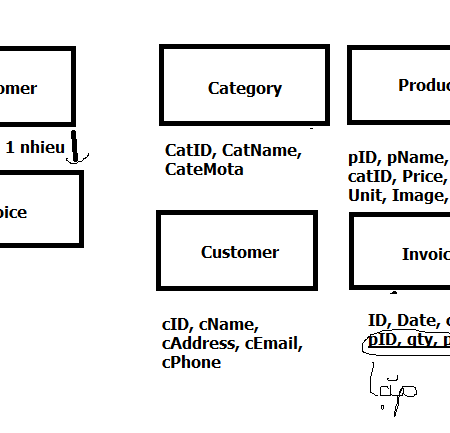 omer
1 nhieu
oice
Category
CatID, CatName,
CateMota
Customer
cID, cName,
cAddress, cEmail,
cPhone
Produc
pID, pName,
catID, Price,
Unit, Image,
Invoic
ID, Date, c
pID, qty, p
Lặp